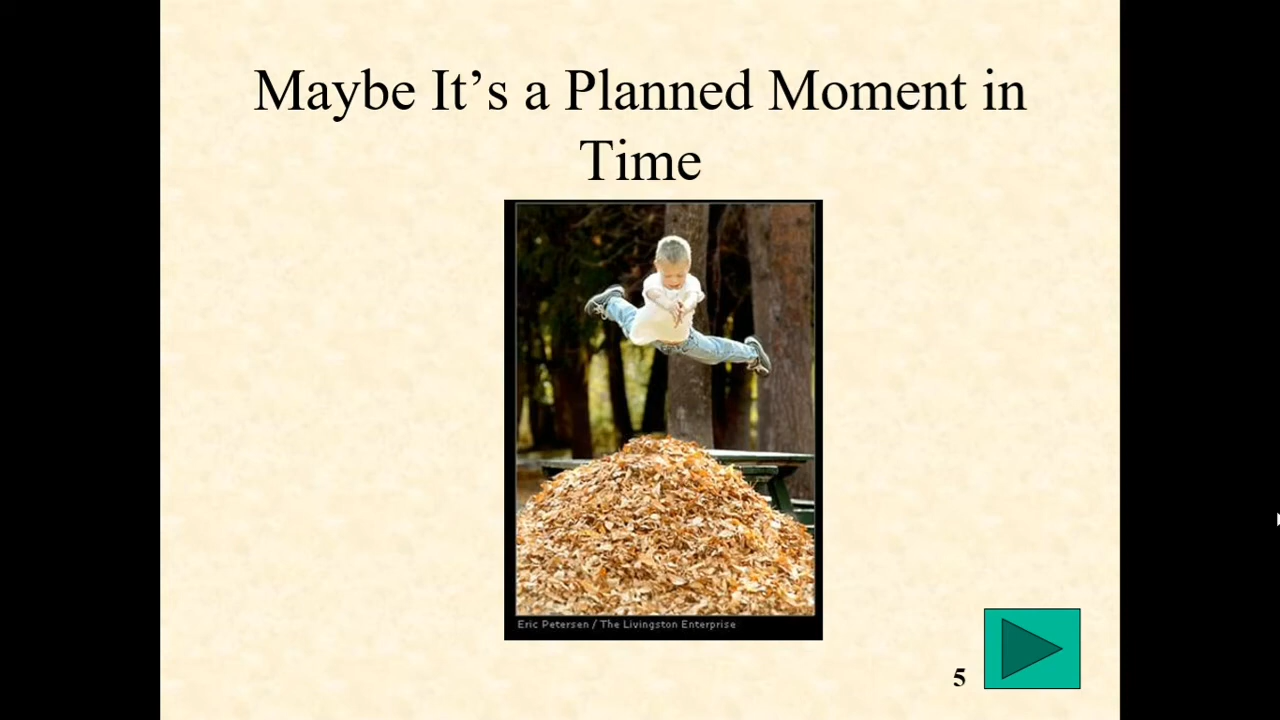 Maybe It’s a Planned Moment in
Time
Eric Petersen / The Livingston Enterprise
5